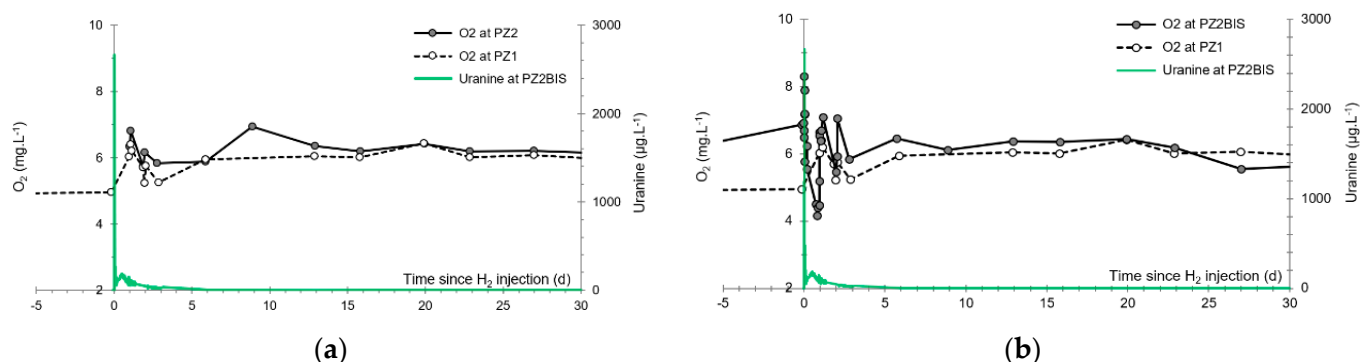 10
8
6
4
2
O₂ (mg.L⁻¹)
3000
2000
1000
0
Uranine (µg.L⁻¹)
O2 at PZ2
O2 at PZ1
Uranine at PZ2BIS
Time since H₂ injection (d)
-5 0 5 10 15 20 25 30
(a)
10
8
6
4
2
O₂ (mg.L⁻¹)
3000
2000
1000
0
Uranine (µg.L⁻¹)
O2 at PZ2BIS
O2 at PZ1
Uranine at PZ2BIS
Time since H₂ injection (d)
-5 0 5 10 15 20 25 30
(b)